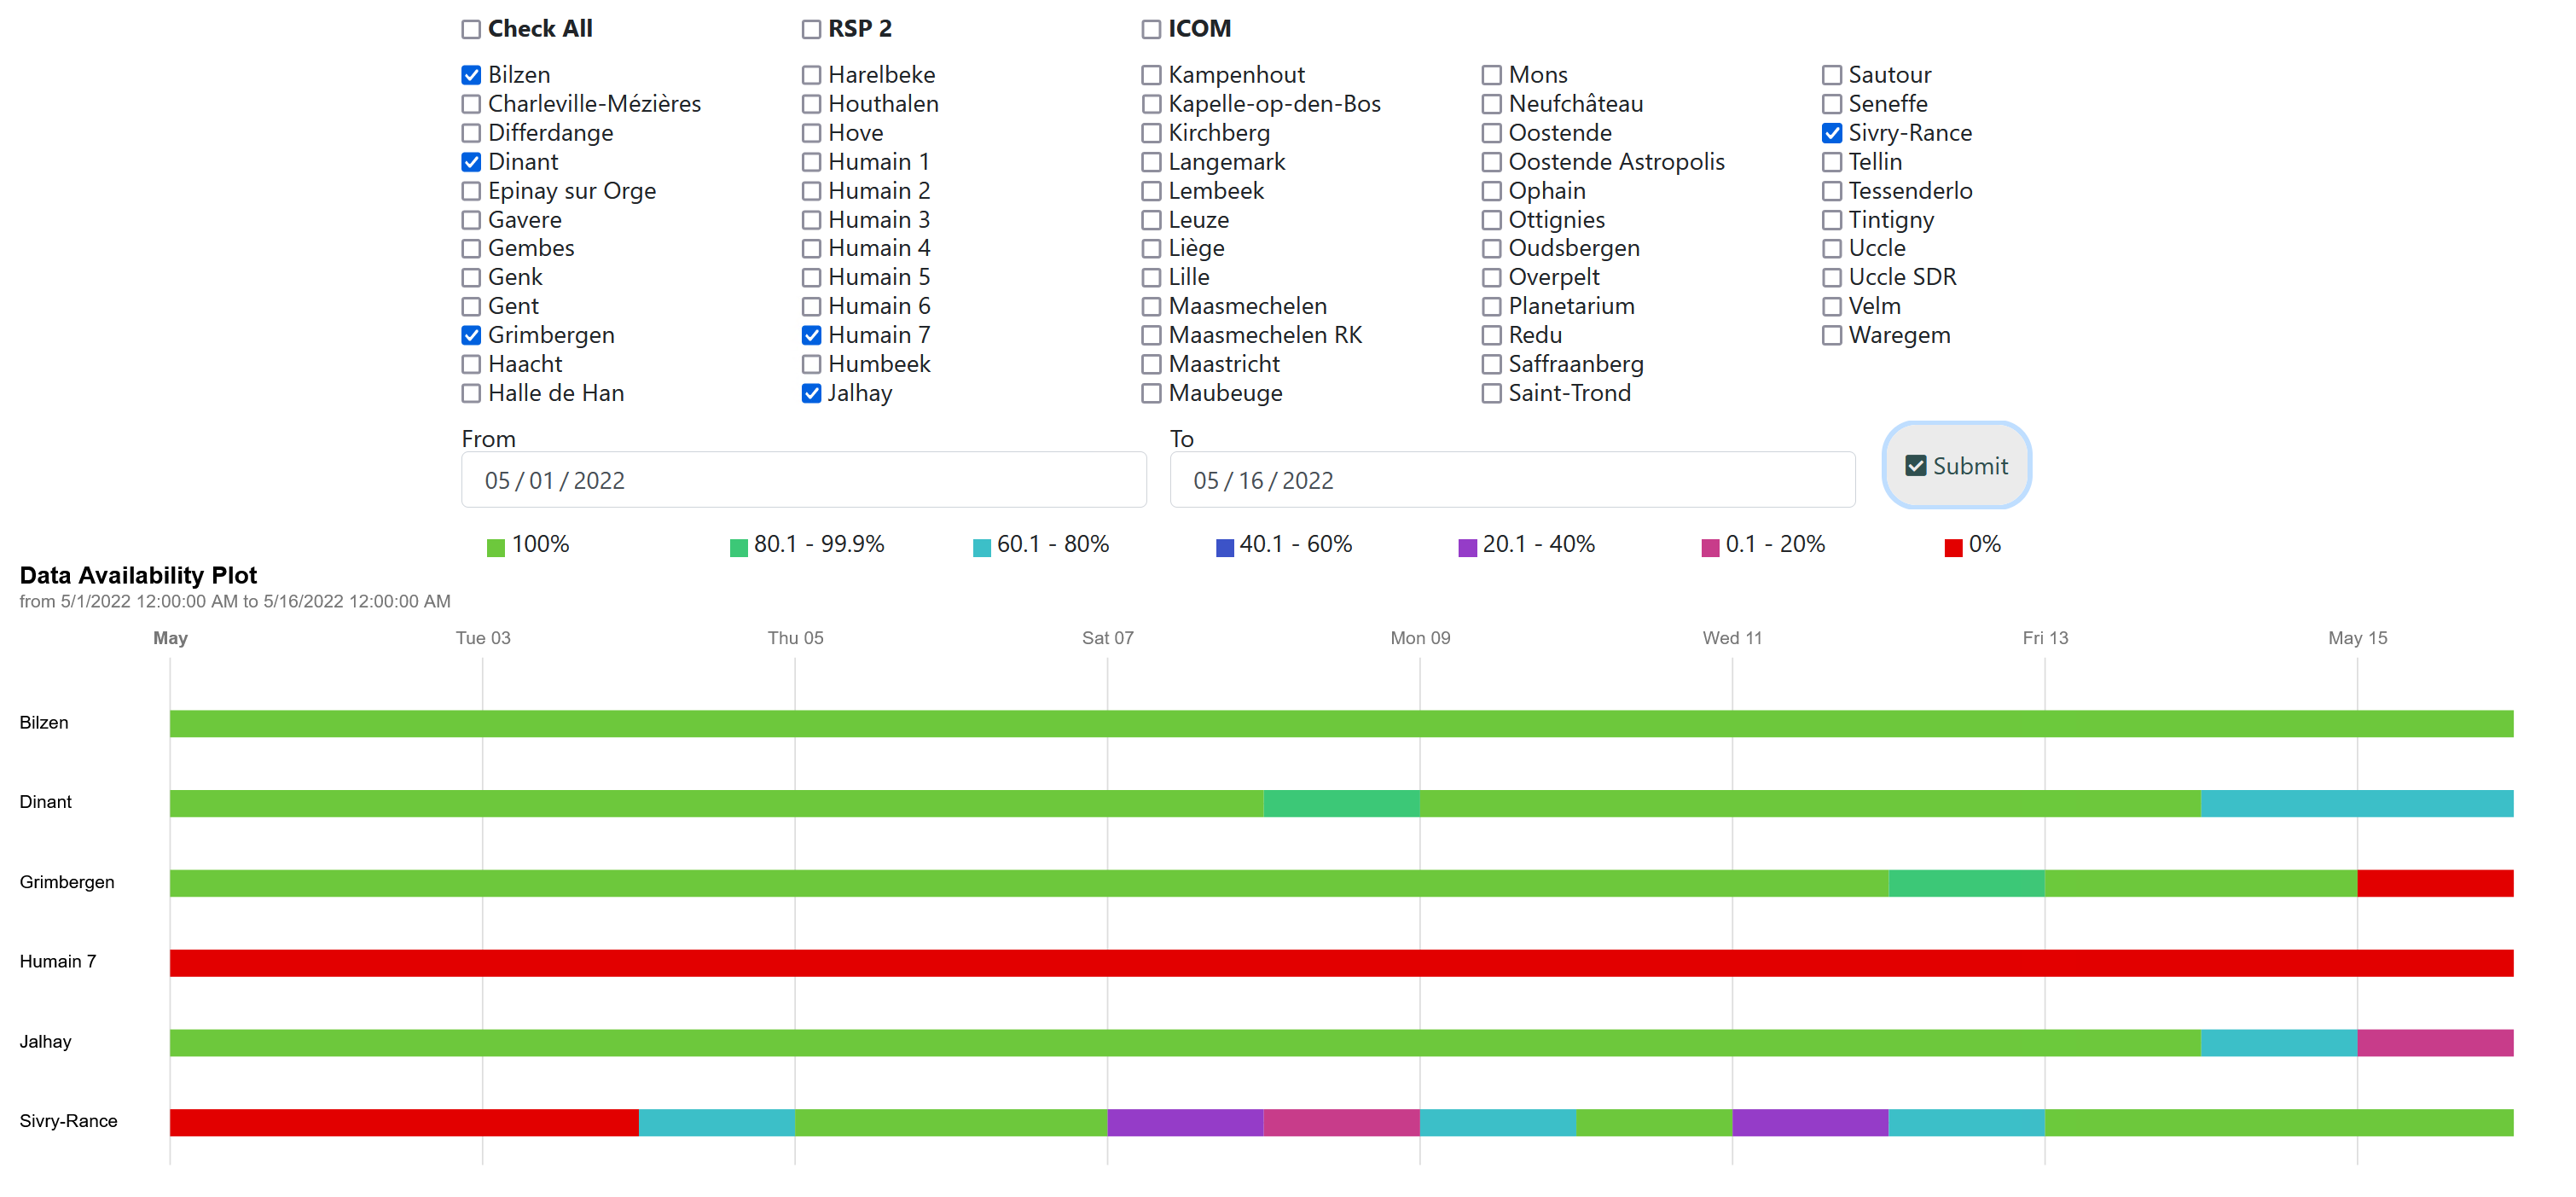 Check All RSP 2 ICOM
Bilzen Harelbeke Kampenhout Mons Sautour
Charleville-Mézières Houthalen Kapelle-op-den-Bos Neufchâteau Seneffe
Differdange Hove Kirchberg Oostende Sivry-Rance
Dinant Humain 1 Langemark Oostende Astropolis Tellin
Epinay sur Orge Humain 2 Lembeek Ophain Tessenderlo
Gavere Humain 3 Leuze Ottignies Tintigny
Gembes Humain 4 Liège Oudsbergen Uccle
Genk Humain 5 Lille Overpelt Uccle SDR
Gent Humain 6 Maasmechelen Planetarium Velm
Grimbergen Humain 7 Maasmechelen RK Redu Waregem
Haacht Humbeek Maastricht Saffraanberg
Halle de Han Jalhay Maubeuge Saint-Trond
From To
05 / 01 / 2022 05 / 16 / 2022 Submit
100% 80.1 - 99.9% 60.1 - 80% 40.1 - 60% 20.1 - 40% 0.1 - 20% 0%
Data Availability Plot
from 5/1/2022 12:00:00 AM to 5/16/2022 12:00:00 AM
May Tue 03 Thu 05 Sat 07 Mon 09 Wed 11 Fri 13 May 15
Bilzen
Dinant
Grimbergen
Humain 7
Jalhay
Sivry-Rance